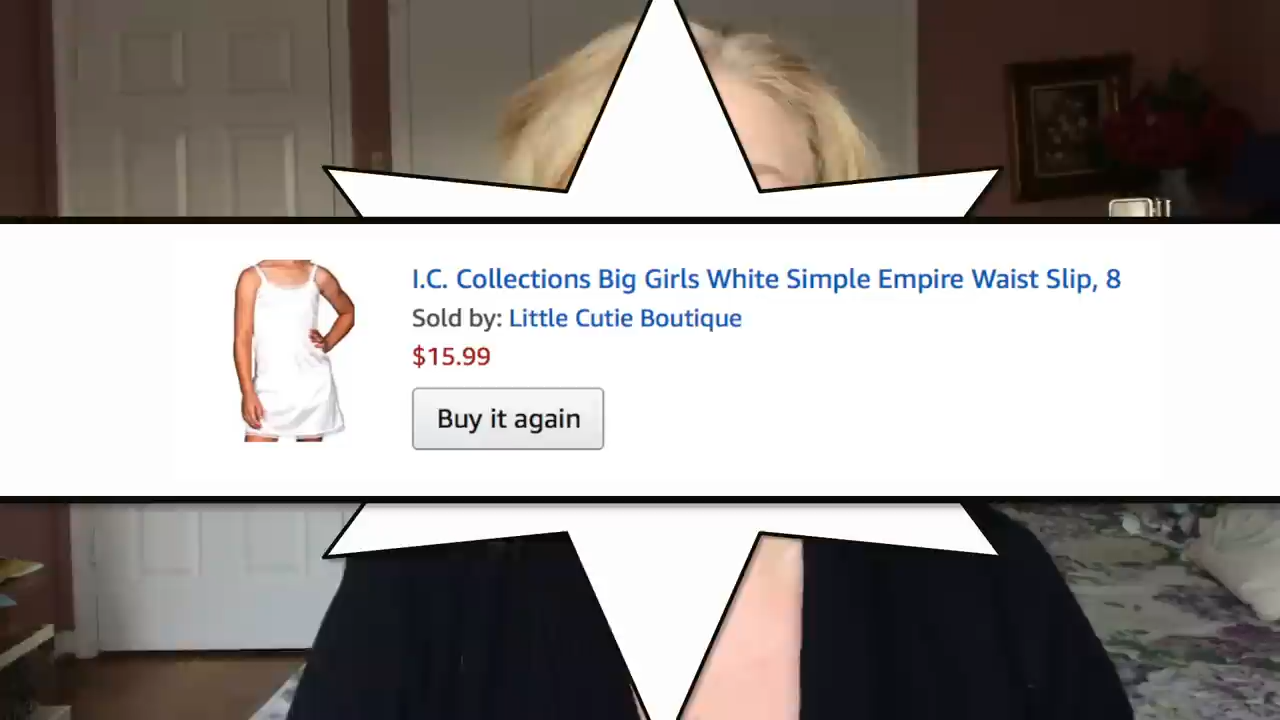 I.C. Collections Big Girls White Simple Empire Waist Slip, 8
Sold by: Little Cutie Boutique
$15.99
Buy it again